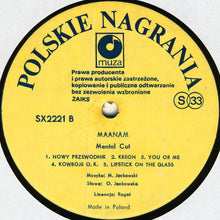 POLSKIE NAGRANIA
muza
Prawa producenta
i prawa autorskie zastrzeżone,
kopiowanie i publiczne odtwarzanie
bez zezwolenia wzbronione
ZAIKS
S 33
SX2221 B
MAANAM
Mental Cut
1. NOWY PRZEWODNIK 2. KREON 3. YOU OR ME
4. KOWBOJE O.K. 5. LIPSTICK ON THE GLASS
Muzyka: M. Jackowski
Słowa: O. Jackowska
Licencja: Rogot
Made in Poland